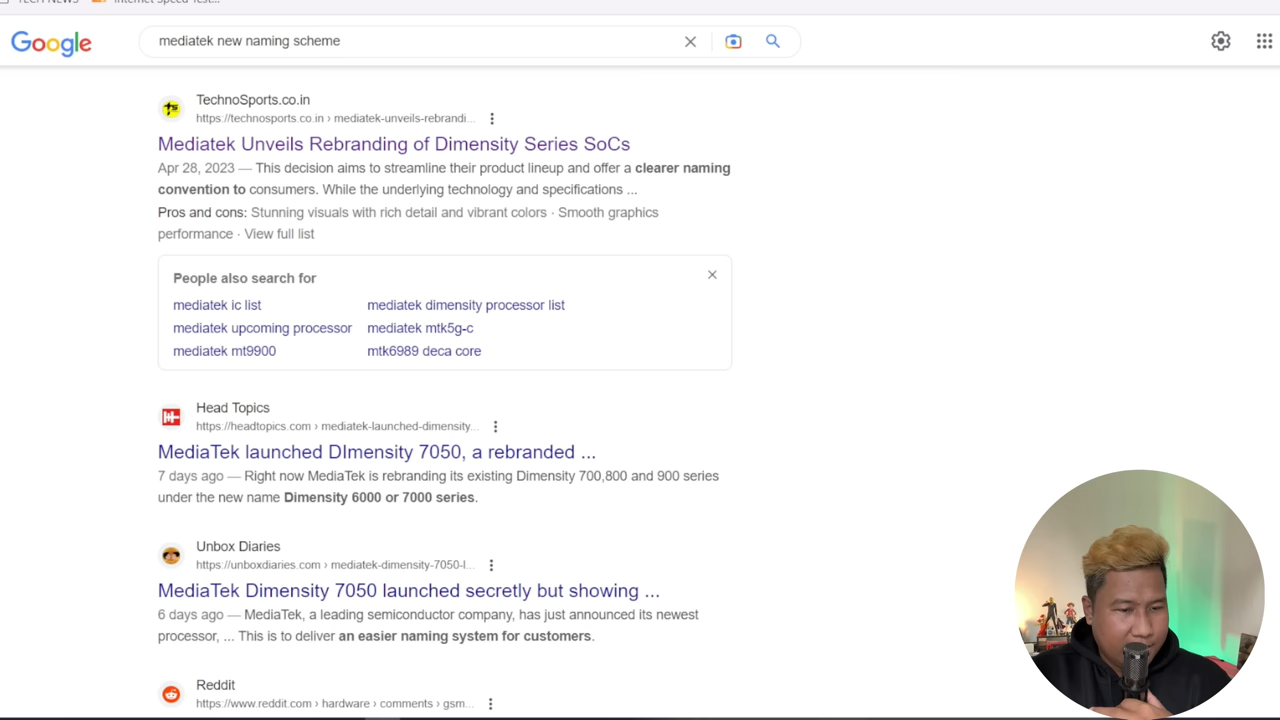 TECH NEWS
Internet Speed Test...
Google
mediatek new naming scheme
TechnoSports.co.in
https://technosports.co.in › mediatek-unveils-rebrandi...
Mediatek Unveils Rebranding of Dimensity Series SoCs
Apr 28, 2023 — This decision aims to streamline their product lineup and offer a clearer naming
convention to consumers. While the underlying technology and specifications ...
Pros and cons: Stunning visuals with rich detail and vibrant colors · Smooth graphics
performance · View full list
People also search for
mediatek ic list
mediatek dimensity processor list
mediatek upcoming processor
mediatek mtk5g-c
mediatek mt9900
mtk6989 deca core
Head Topics
https://headtopics.com › mediatek-launched-dimensity...
MediaTek launched DImensity 7050, a rebranded ...
7 days ago — Right now MediaTek is rebranding its existing Dimensity 700,800 and 900 series
under the new name Dimensity 6000 or 7000 series.
Unbox Diaries
https://unboxdiaries.com › mediatek-dimensity-7050-l...
MediaTek Dimensity 7050 launched secretly but showing ...
6 days ago — MediaTek, a leading semiconductor company, has just announced its newest
processor, ... This is to deliver an easier naming system for customers.
Reddit
https://www.reddit.com › hardware › comments › gsm...